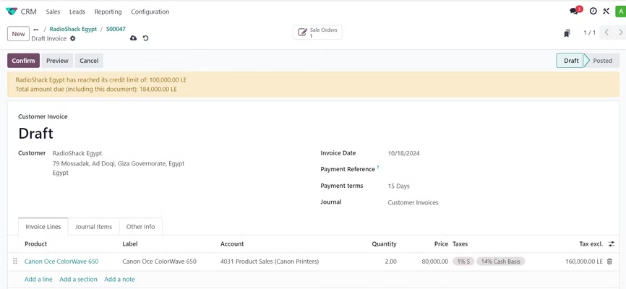 CRM Sales Leads Reporting Configuration
New RadioShack Egypt / S00047
Draft Invoice
Sale Orders
1
1 / 1
Confirm Preview Cancel Draft Posted
RadioShack Egypt has reached its credit limit of: 100,000.00 LE
Total amount due (including this document): 184,000.00 LE
Customer Invoice
Draft
Customer RadioShack Egypt Invoice Date 10/18/2024
79 Mossadak, Ad Doqi, Giza Governorate, Egypt
Egypt
Payment Reference ?
Payment terms 15 Days
Journal Customer Invoices
Invoice Lines Journal Items Other Info
Product Label Account Quantity Price Taxes Tax excl.
Canon Oce ColorWave 650 Canon Oce ColorWave 650 4031 Product Sales (Canon Printers) 2.00 80,000.00 1% S 14% Cash Basis 160,000.00 LE
Add a line Add a section Add a note